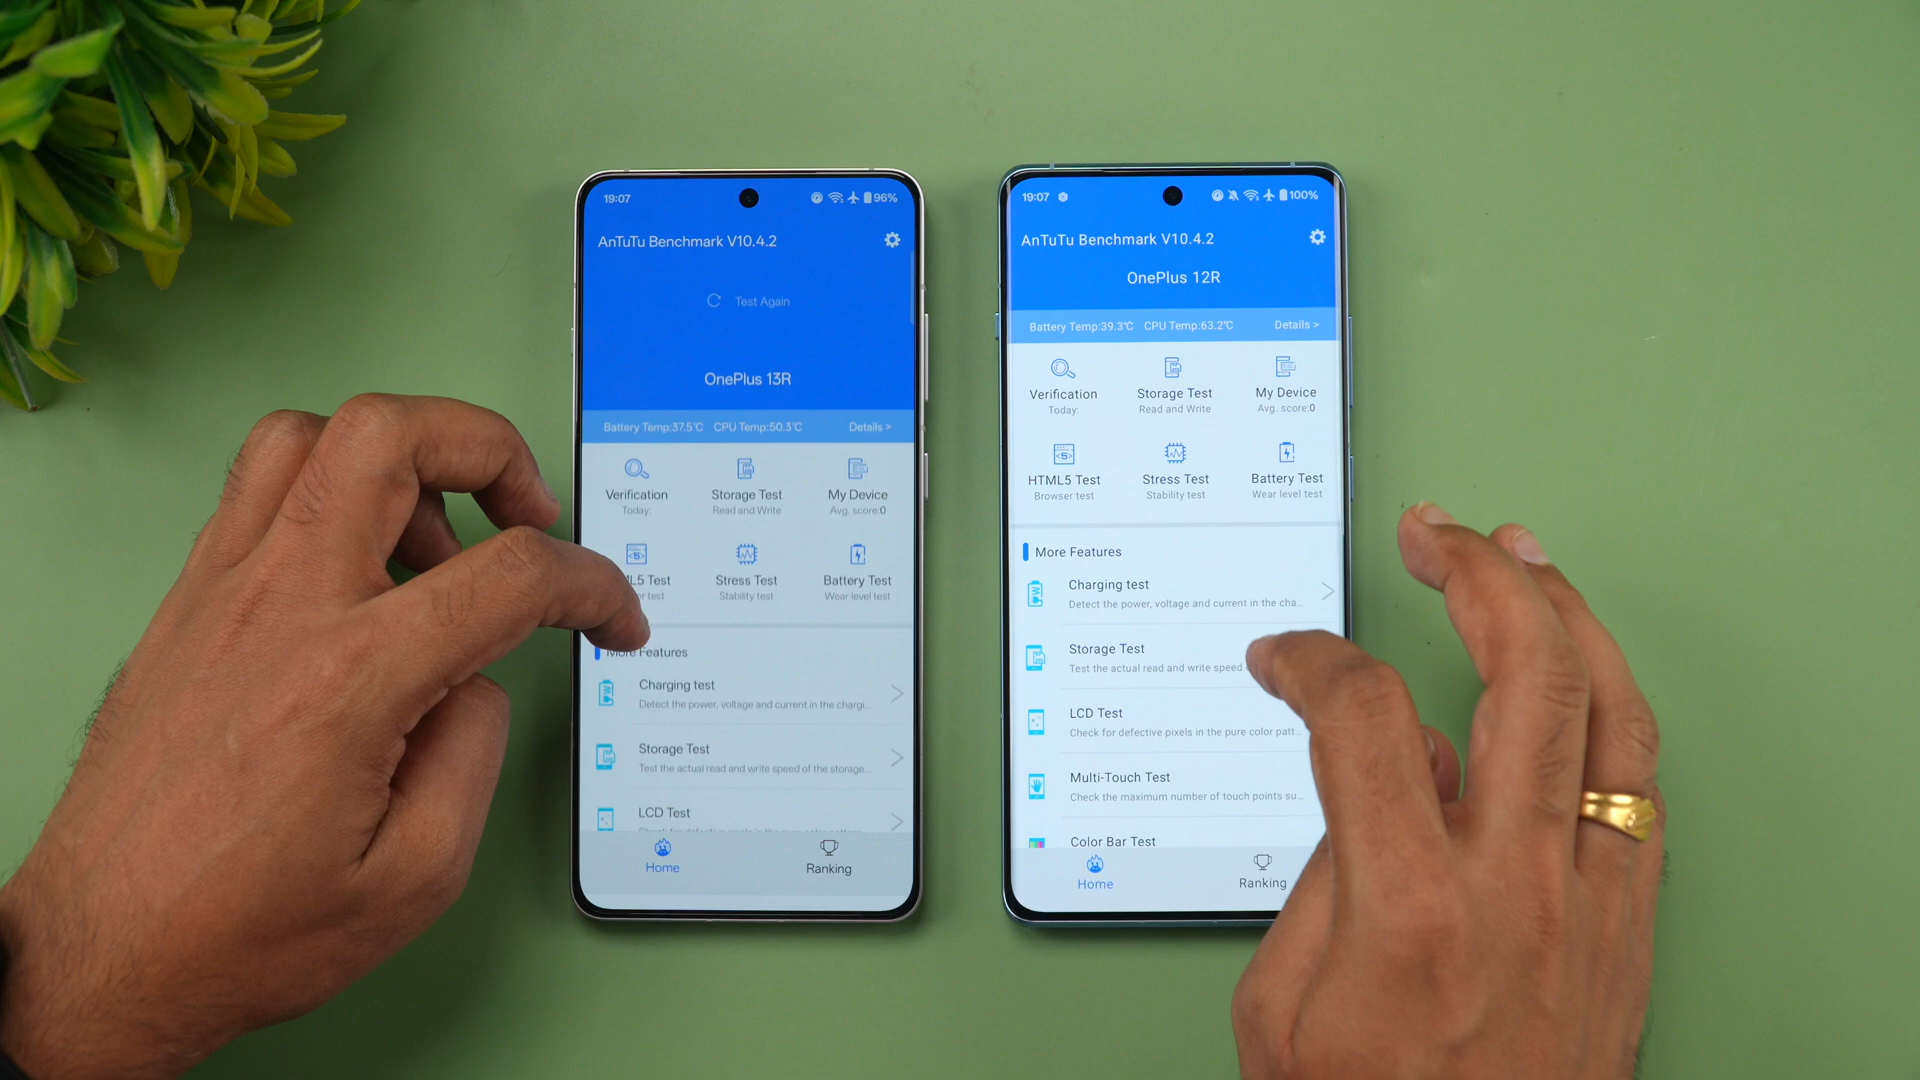 19:07
96%
AnTuTu Benchmark V10.4.2
Test Again
OnePlus 13R
Battery Temp:37.5℃ CPU Temp:50.3℃ Details >
Verification Storage Test My Device
Today: Read and Write Avg. score:0
L5 Test Stress Test Battery Test
test Stability test Wear level test
More Features
Charging test
Detect the power, voltage and current in the chargi...
Storage Test
Test the actual read and write speed of the storage...
LCD Test
Home Ranking
19:07
100%
AnTuTu Benchmark V10.4.2
OnePlus 12R
Battery Temp:39.3℃ CPU Temp:63.2℃ Details >
Verification Storage Test My Device
Today: Read and Write Avg. score:0
HTML5 Test Stress Test Battery Test
Browser test Stability test Wear level test
More Features
Charging test
Detect the power, voltage and current in the cha...
Storage Test
Test the actual read and write speed
LCD Test
Check for defective pixels in the pure color patt...
Multi-Touch Test
Check the maximum number of touch points su...
Color Bar Test
Home Ranking